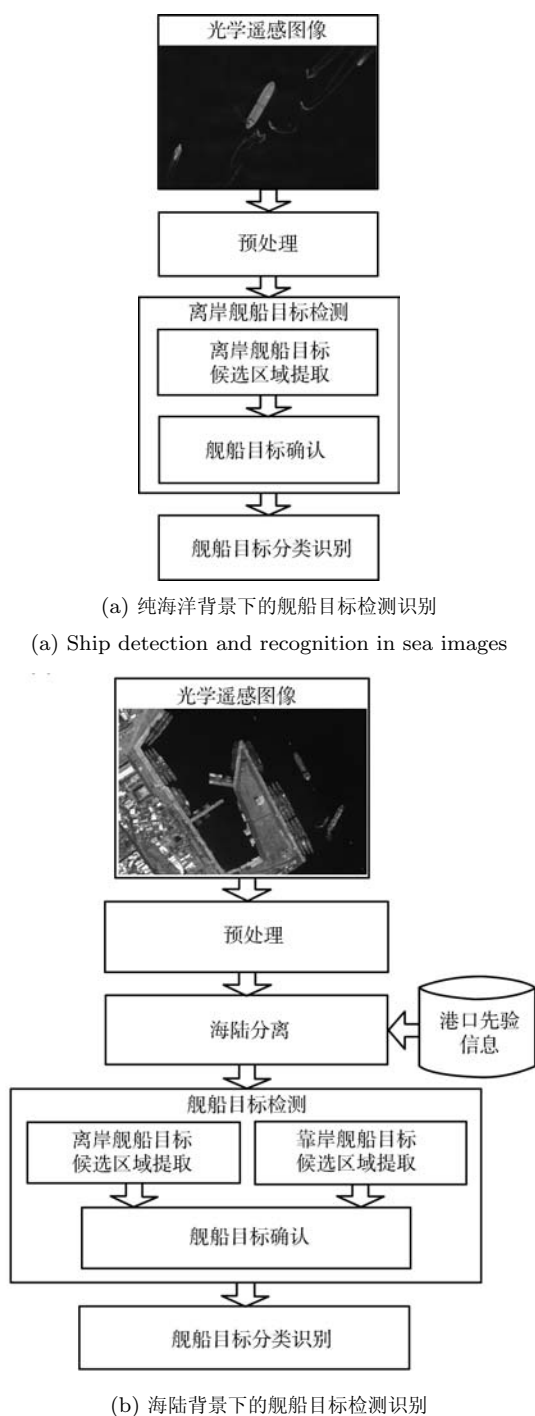 光学遥感图像
预处理
离岸舰船目标检测
离岸舰船目标
候选区域提取
舰船目标确认
舰船目标分类识别
(a) 纯海洋背景下的舰船目标检测识别
(a) Ship detection and recognition in sea images
光学遥感图像
预处理
海陆分离
港口先验
信息
舰船目标检测
离岸舰船目标
候选区域提取
靠岸舰船目标
候选区域提取
舰船目标确认
舰船目标分类识别
(b) 海陆背景下的舰船目标检测识别